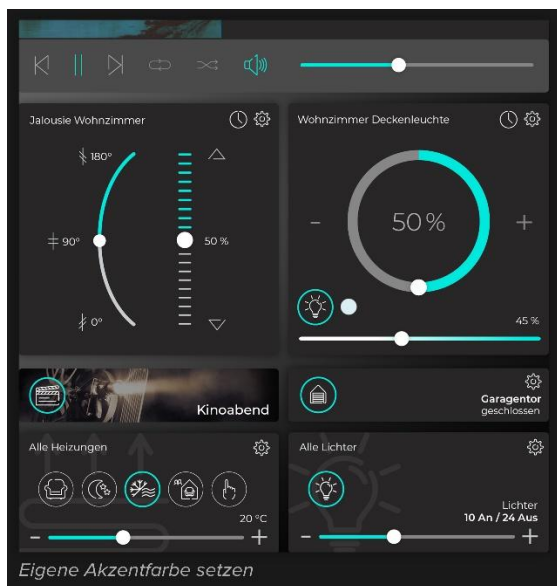 Jalousie Wohnzimmer
180°
90°
50 %
0°
Wohnzimmer Deckenleuchte
-
50 %
+
45 %
Kinoabend
Garagentor
geschlossen
Alle Heizungen
20 °C
- +
Alle Lichter
Lichter
10 An / 24 Aus
- +
Eigene Akzentfarbe setzen